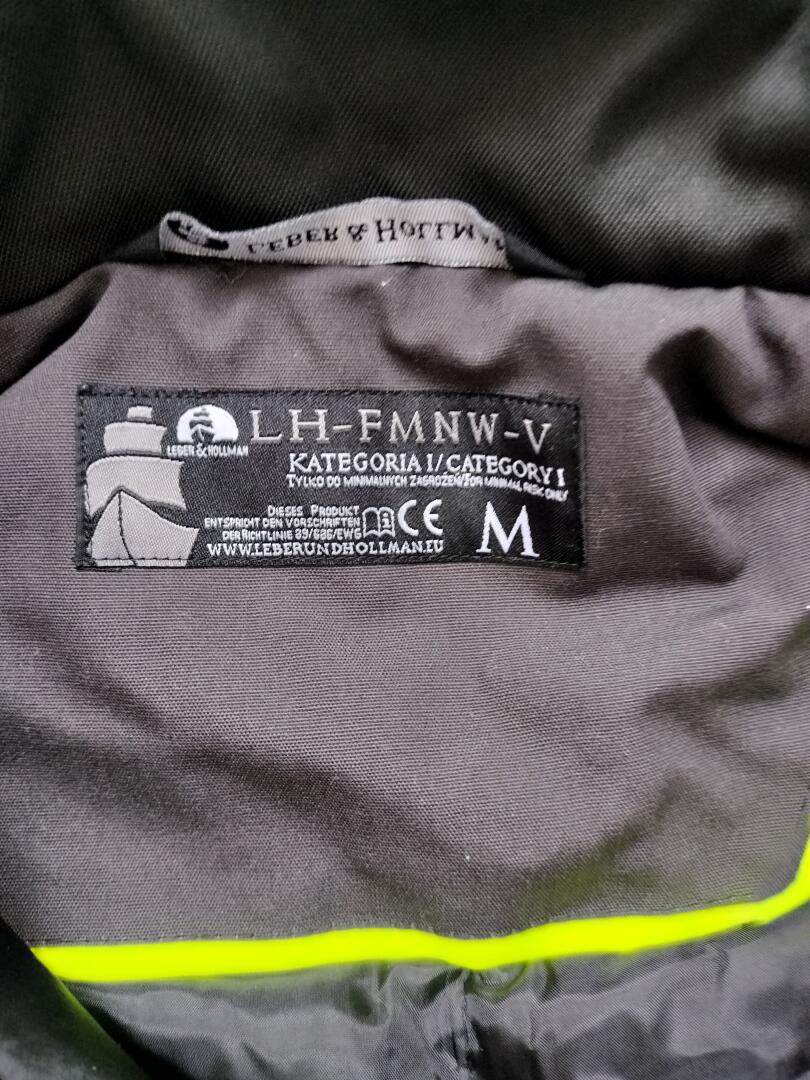 LEBER & HOLLMAN
LH-FMNW-V
LEBER & HOLLMAN
KATEGORIA I/CATEGORY I
TYLKO DO MINIMALNYCH ZAGROŻEŃ/FOR MINIMAL RISK ONLY
DIESES PRODUKT
ENTSPRICHT DEN VORSCHRIFTEN
DER RICHTLINIE 89/686/EWG
CE
WWW.LEBERUNDHOLLMAN.EU
M